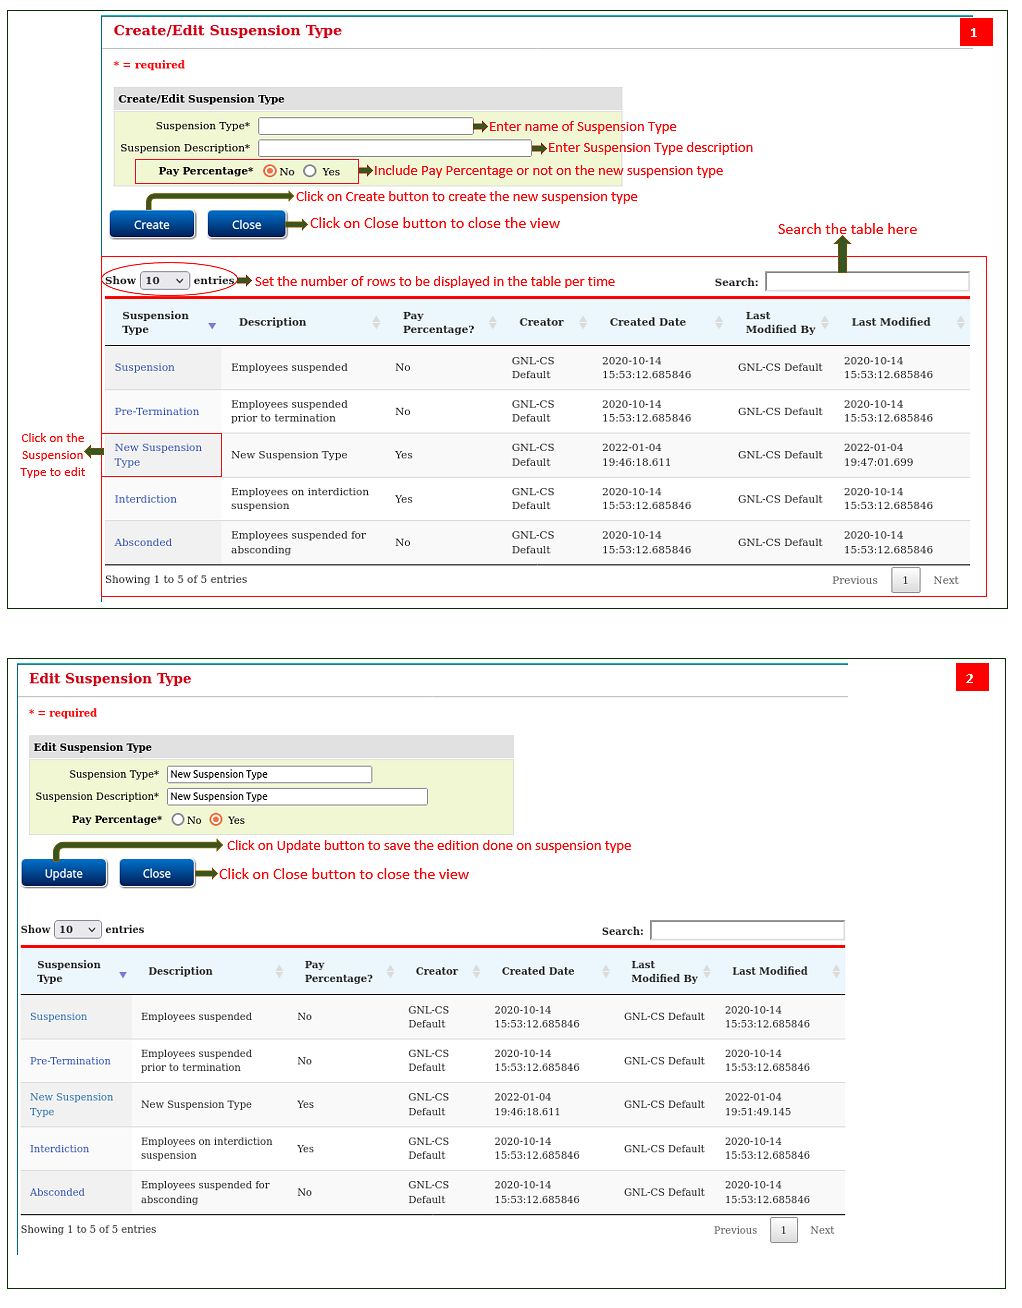 Create/Edit Suspension Type
1
* = required
Create/Edit Suspension Type
Suspension Type* Enter name of Suspension Type
Suspension Description* Enter Suspension Type description
Pay Percentage* No Yes Include Pay Percentage or not on the new suspension type
Click on Create button to create the new suspension type
Create Close Click on Close button to close the view
Search the table here
Show 10 entries Set the number of rows to be displayed in the table per time Search:
Suspension Type Description Pay Percentage? Creator Created Date Last Modified By Last Modified
Suspension Employees suspended No GNL-CS Default 2020-10-14 15:53:12.685846 GNL-CS Default 2020-10-14 15:53:12.685846
Pre-Termination Employees suspended prior to termination No GNL-CS Default 2020-10-14 15:53:12.685846 GNL-CS Default 2020-10-14 15:53:12.685846
Click on the Suspension Type to edit
New Suspension Type New Suspension Type Yes GNL-CS Default 2022-01-04 19:46:18.611 GNL-CS Default 2022-01-04 19:47:01.699
Interdiction Employees on interdiction suspension Yes GNL-CS Default 2020-10-14 15:53:12.685846 GNL-CS Default 2020-10-14 15:53:12.685846
Absconded Employees suspended for absconding No GNL-CS Default 2020-10-14 15:53:12.685846 GNL-CS Default 2020-10-14 15:53:12.685846
Showing 1 to 5 of 5 entries Previous 1 Next
Edit Suspension Type
2
* = required
Edit Suspension Type
Suspension Type* New Suspension Type
Suspension Description* New Suspension Type
Pay Percentage* No Yes
Click on Update button to save the edition done on suspension type
Update Close Click on Close button to close the view
Show 10 entries Search:
Suspension Type Description Pay Percentage? Creator Created Date Last Modified By Last Modified
Suspension Employees suspended No GNL-CS Default 2020-10-14 15:53:12.685846 GNL-CS Default 2020-10-14 15:53:12.685846
Pre-Termination Employees suspended prior to termination No GNL-CS Default 2020-10-14 15:53:12.685846 GNL-CS Default 2020-10-14 15:53:12.685846
New Suspension Type New Suspension Type Yes GNL-CS Default 2022-01-04 19:46:18.611 GNL-CS Default 2022-01-04 19:51:49.145
Interdiction Employees on interdiction suspension Yes GNL-CS Default 2020-10-14 15:53:12.685846 GNL-CS Default 2020-10-14 15:53:12.685846
Absconded Employees suspended for absconding No GNL-CS Default 2020-10-14 15:53:12.685846 GNL-CS Default 2020-10-14 15:53:12.685846
Showing 1 to 5 of 5 entries Previous 1 Next